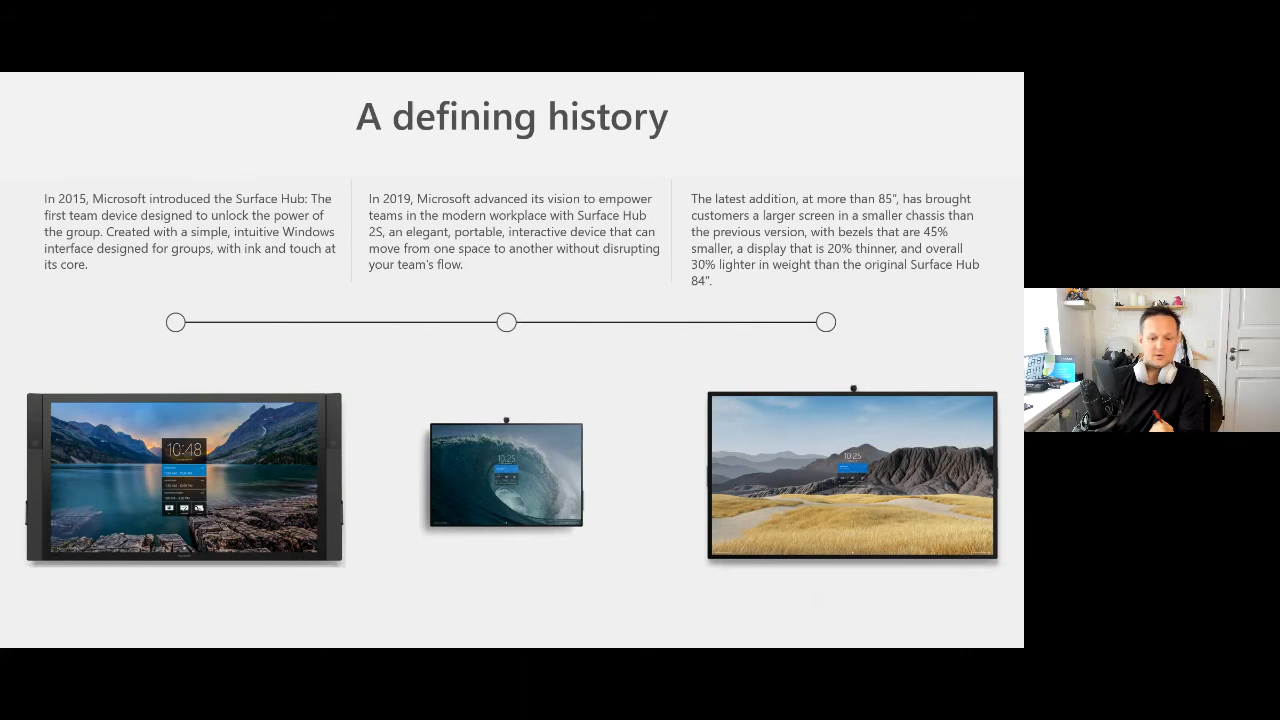 A defining history
In 2015, Microsoft introduced the Surface Hub: The
first team device designed to unlock the power of
the group. Created with a simple, intuitive Windows
interface designed for groups, with ink and touch at
its core.
In 2019, Microsoft advanced its vision to empower
teams in the modern workplace with Surface Hub
2S, an elegant, portable, interactive device that can
move from one space to another without disrupting
your team's flow.
The latest addition, at more than 85", has brought
customers a larger screen in a smaller chassis than
the previous version, with bezels that are 45%
smaller, a display that is 20% thinner, and overall
30% lighter in weight than the original Surface Hub
84".
10:48
10:25
10:25